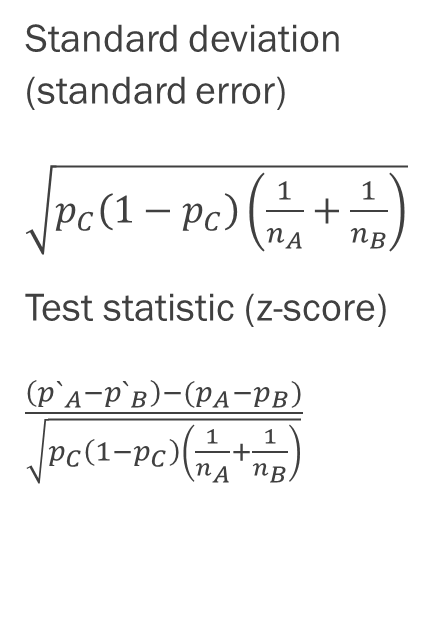 Standard deviation
(standard error)
√(p_C(1 − p_C)(1/n_A + 1/n_B))
Test statistic (z-score)
((p`_A−p`_B)−(p_A−p_B))/√(p_C(1−p_C)(1/n_A+1/n_B))